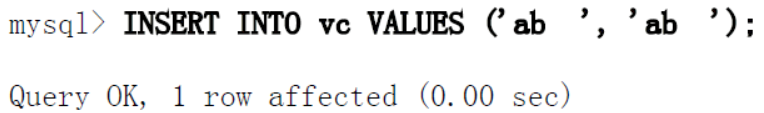 mysql> INSERT INTO vc VALUES ('ab  ', 'ab  ');
Query OK, 1 row affected (0.00 sec)